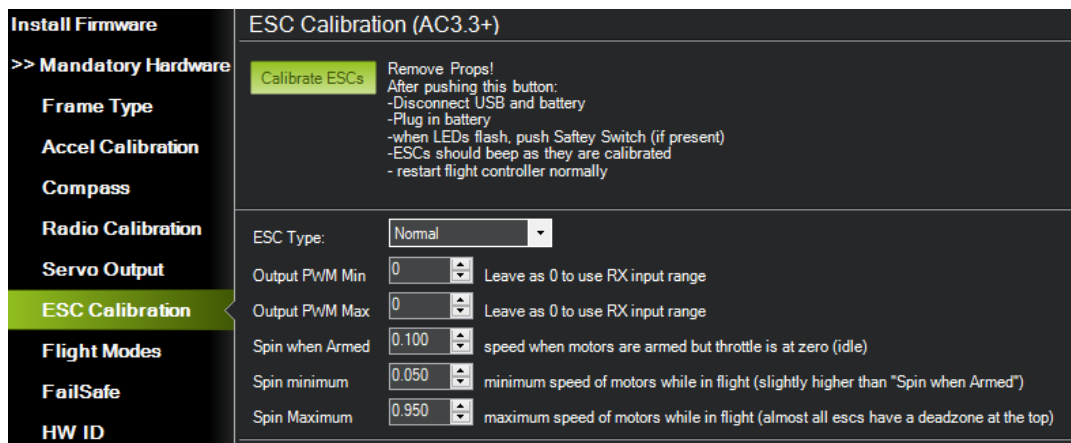 Install Firmware
>> Mandatory Hardware
Frame Type
Accel Calibration
Compass
Radio Calibration
Servo Output
ESC Calibration
Flight Modes
FailSafe
HW ID
ESC Calibration (AC3.3+)
Calibrate ESCs
Remove Props!
After pushing this button:
-Disconnect USB and battery
-Plug in battery
-when LEDs flash, push Saftey Switch (if present)
-ESCs should beep as they are calibrated
- restart flight controller normally
ESC Type: Normal
Output PWM Min 0 Leave as 0 to use RX input range
Output PWM Max 0 Leave as 0 to use RX input range
Spin when Armed 0.100 speed when motors are armed but throttle is at zero (idle)
Spin minimum 0.050 minimum speed of motors while in flight (slightly higher than "Spin when Armed")
Spin Maximum 0.950 maximum speed of motors while in flight (almost all escs have a deadzone at the top)